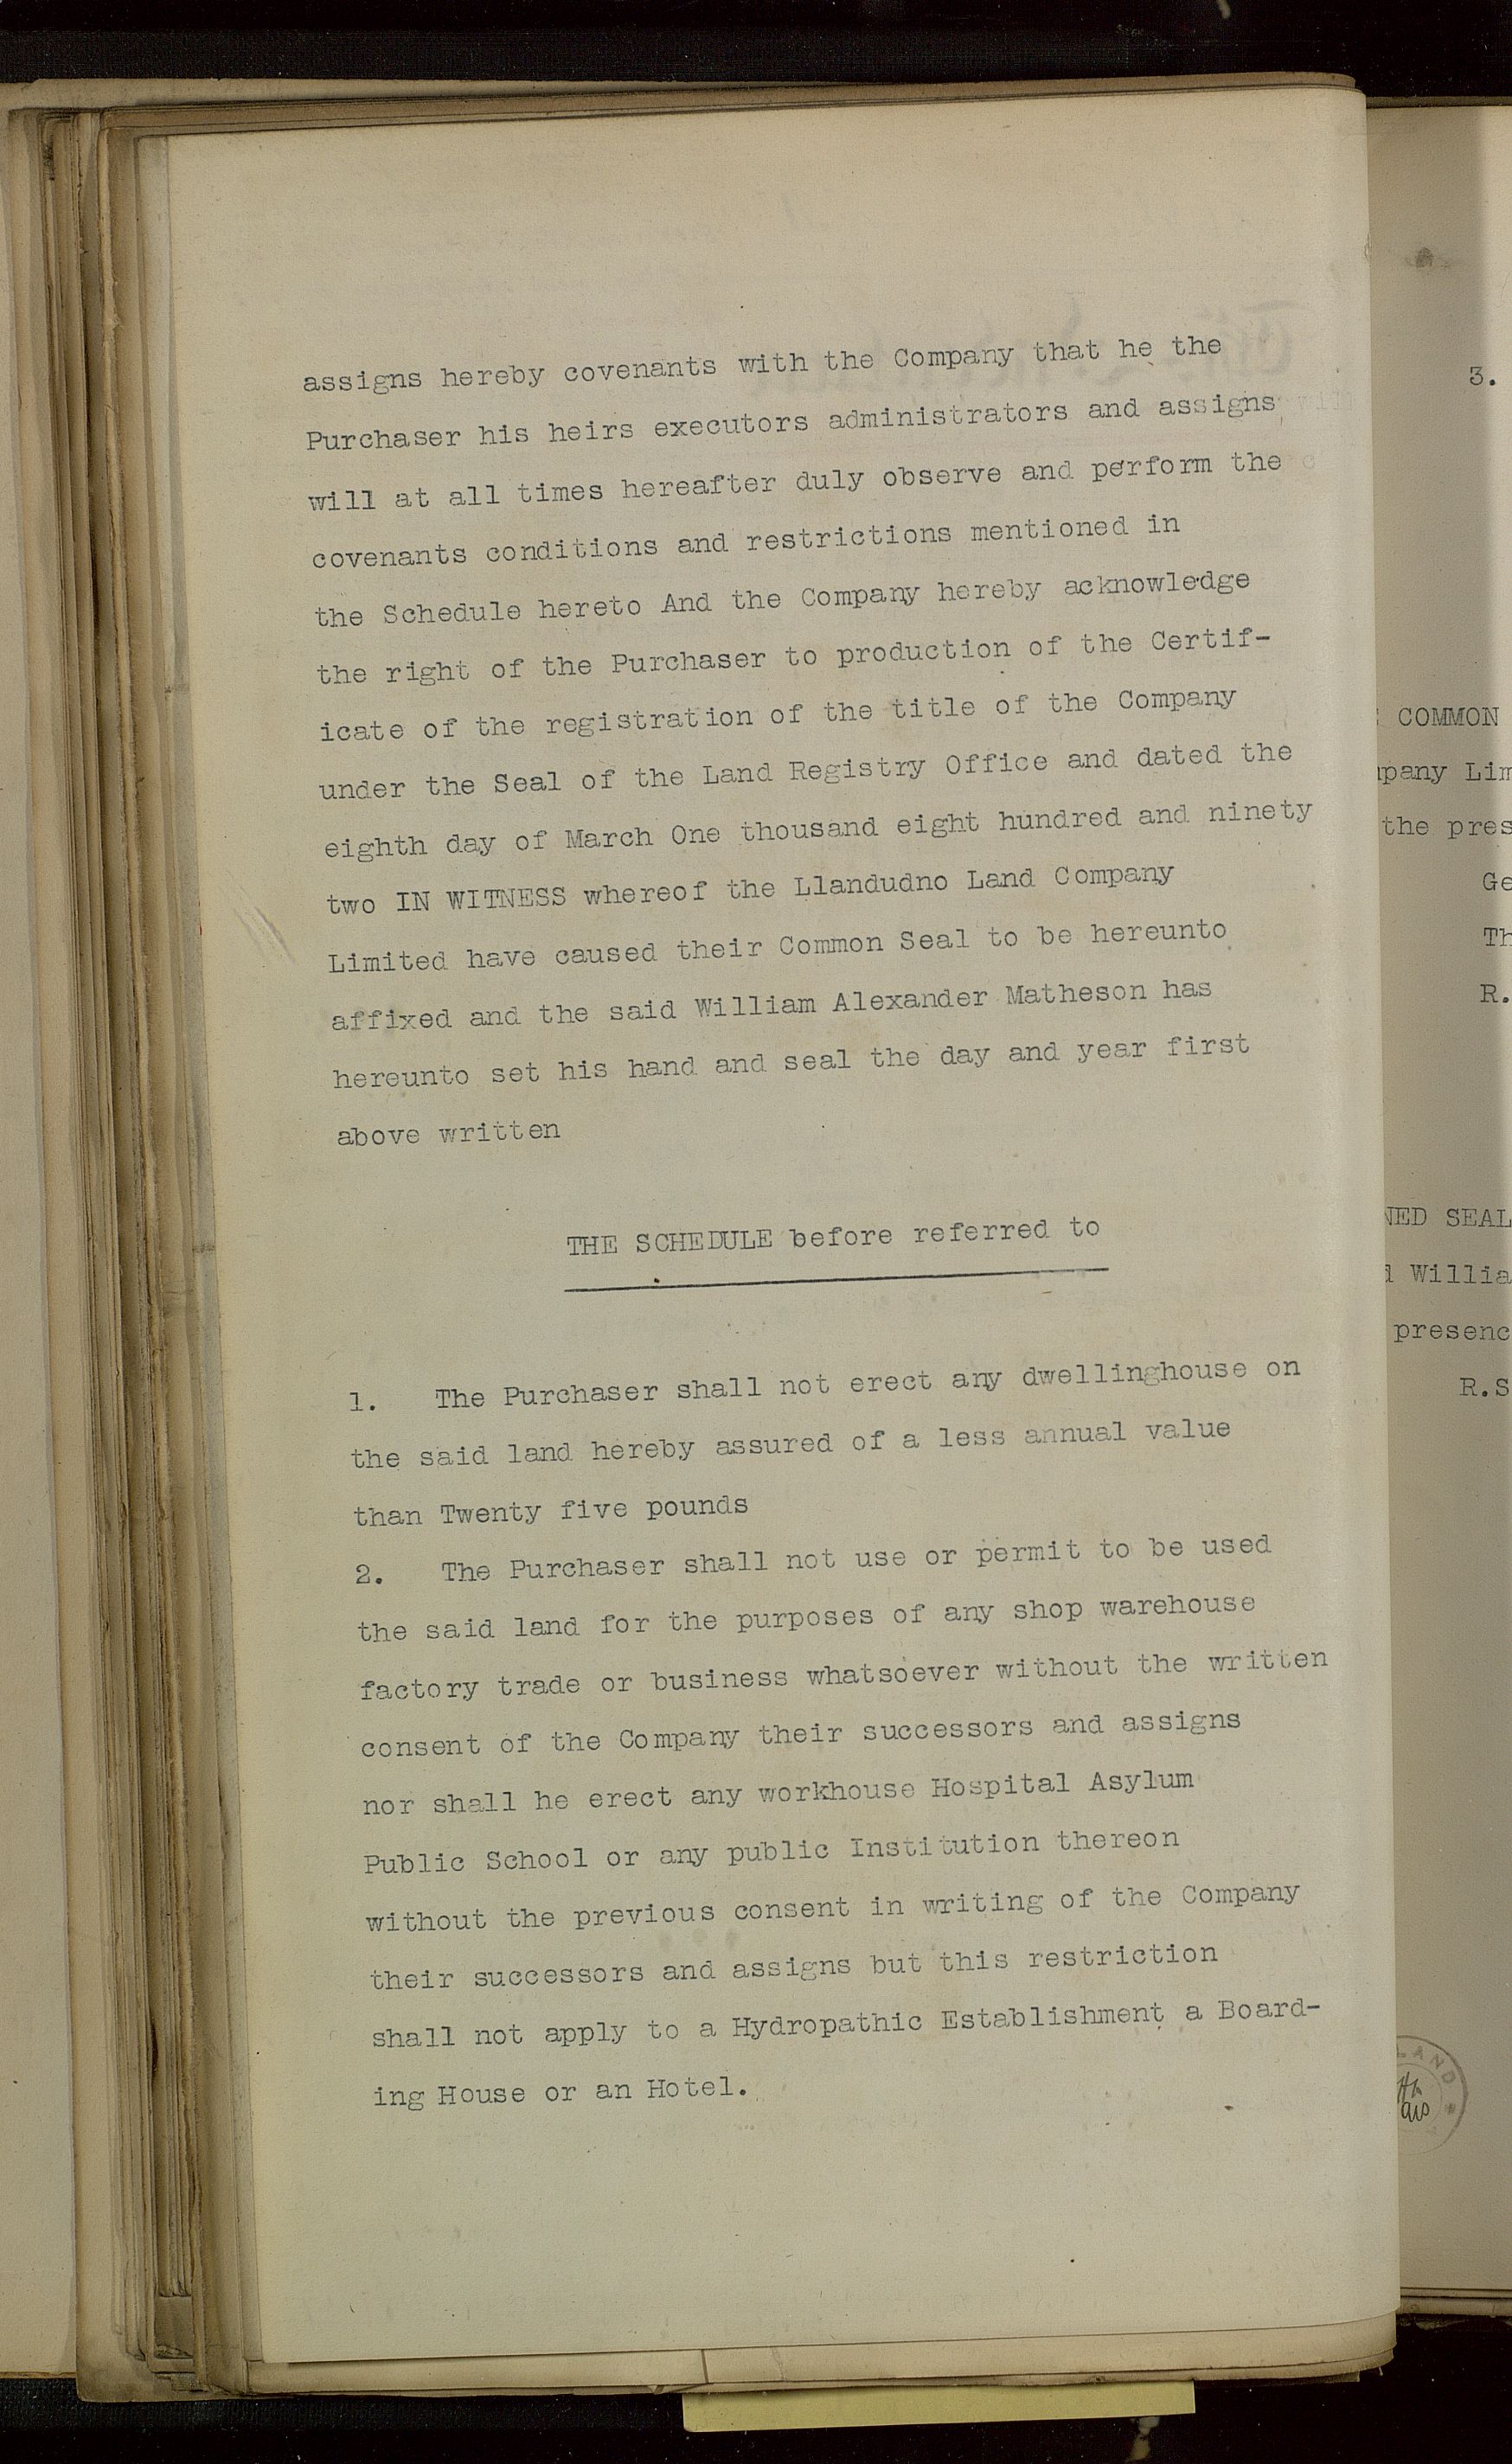 assigns hereby covenants with the Company that he the
Purchaser his heirs executors administrators and assigns
will at all times hereafter duly observe and perform the
covenants conditions and restrictions mentioned in
the Schedule hereto And the Company hereby acknowledge
the right of the Purchaser to production of the Certif-
icate of the registration of the title of the Company
under the Seal of the Land Registry Office and dated the
eighth day of March One thousand eight hundred and ninety
two IN WITNESS whereof the Llandudno Land Company
Limited have caused their Common Seal to be hereunto
affixed and the said William Alexander Matheson has
hereunto set his hand and seal the day and year first
above written
THE SCHEDULE before referred to
1. The Purchaser shall not erect any dwellinghouse on
the said land hereby assured of a less annual value
than Twenty five pounds
2. The Purchaser shall not use or permit to be used
the said land for the purposes of any shop warehouse
factory trade or business whatsoever without the written
consent of the Company their successors and assigns
nor shall he erect any workhouse Hospital Asylum
Public School or any public Institution thereon
without the previous consent in writing of the Company
their successors and assigns but this restriction
shall not apply to a Hydropathic Establishment a Board-
ing House or an Hotel.
3.
COMMON
pany Lim
the pres
Ge
Th
R.
NED SEAL
d Willia
presenc
R.S
LAND